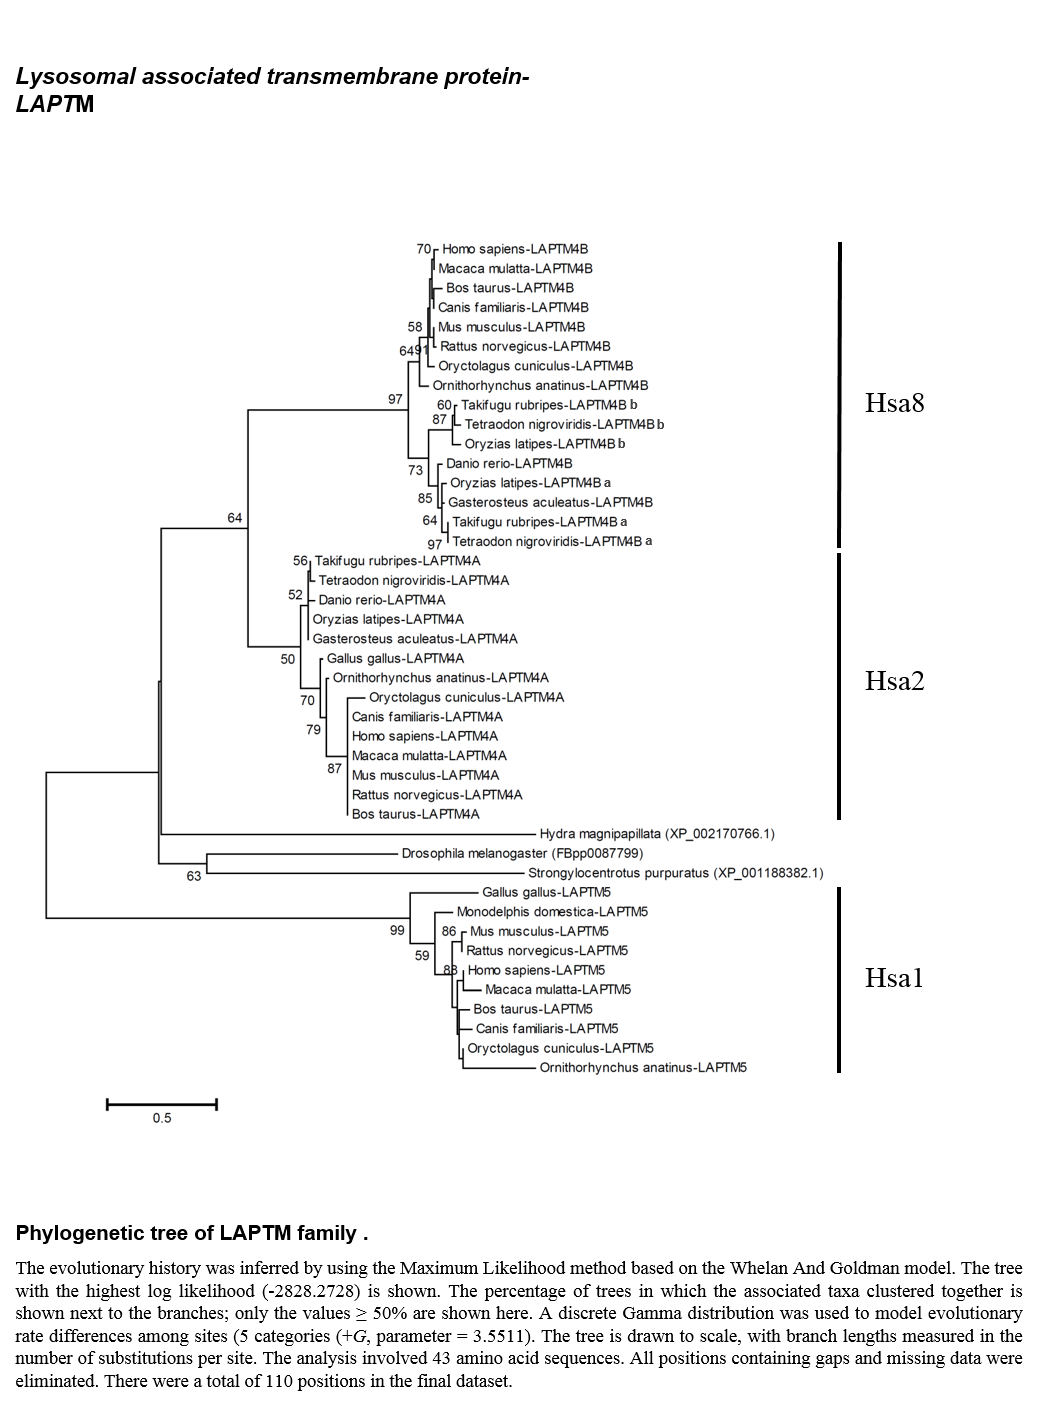 Lysosomal associated transmembrane protein-
LAPTM
70 Homo sapiens-LAPTM4B
Macaca mulatta-LAPTM4B
Bos taurus-LAPTM4B
Canis familiaris-LAPTM4B
58 Mus musculus-LAPTM4B
64 91 Rattus norvegicus-LAPTM4B
Oryctolagus cuniculus-LAPTM4B
Ornithorhynchus anatinus-LAPTM4B
97
60 Takifugu rubripes-LAPTM4B b
Hsa8
87 Tetraodon nigroviridis-LAPTM4B b
Oryzias latipes-LAPTM4B b
73 Danio rerio-LAPTM4B
Oryzias latipes-LAPTM4B a
85 Gasterosteus aculeatus-LAPTM4B
64 Takifugu rubripes-LAPTM4B a
64
97 Tetraodon nigroviridis-LAPTM4B a
56 Takifugu rubripes-LAPTM4A
Tetraodon nigroviridis-LAPTM4A
52 Danio rerio-LAPTM4A
Oryzias latipes-LAPTM4A
Gasterosteus aculeatus-LAPTM4A
50 Gallus gallus-LAPTM4A
Ornithorhynchus anatinus-LAPTM4A
Hsa2
70 Oryctolagus cuniculus-LAPTM4A
Canis familiaris-LAPTM4A
79 Homo sapiens-LAPTM4A
Macaca mulatta-LAPTM4A
87 Mus musculus-LAPTM4A
Rattus norvegicus-LAPTM4A
Bos taurus-LAPTM4A
Hydra magnipapillata (XP_002170766.1)
Drosophila melanogaster (FBpp0087799)
63 Strongylocentrotus purpuratus (XP_001188382.1)
Gallus gallus-LAPTM5
Monodelphis domestica-LAPTM5
99 86 Mus musculus-LAPTM5
59 Rattus norvegicus-LAPTM5
88 Homo sapiens-LAPTM5
Hsa1
Macaca mulatta-LAPTM5
Bos taurus-LAPTM5
Canis familiaris-LAPTM5
Oryctolagus cuniculus-LAPTM5
Ornithorhynchus anatinus-LAPTM5
0.5
Phylogenetic tree of LAPTM family .
The evolutionary history was inferred by using the Maximum Likelihood method based on the Whelan And Goldman model. The tree
with the highest log likelihood (-2828.2728) is shown. The percentage of trees in which the associated taxa clustered together is
shown next to the branches; only the values ≥ 50% are shown here. A discrete Gamma distribution was used to model evolutionary
rate differences among sites (5 categories (+G, parameter = 3.5511). The tree is drawn to scale, with branch lengths measured in the
number of substitutions per site. The analysis involved 43 amino acid sequences. All positions containing gaps and missing data were
eliminated. There were a total of 110 positions in the final dataset.